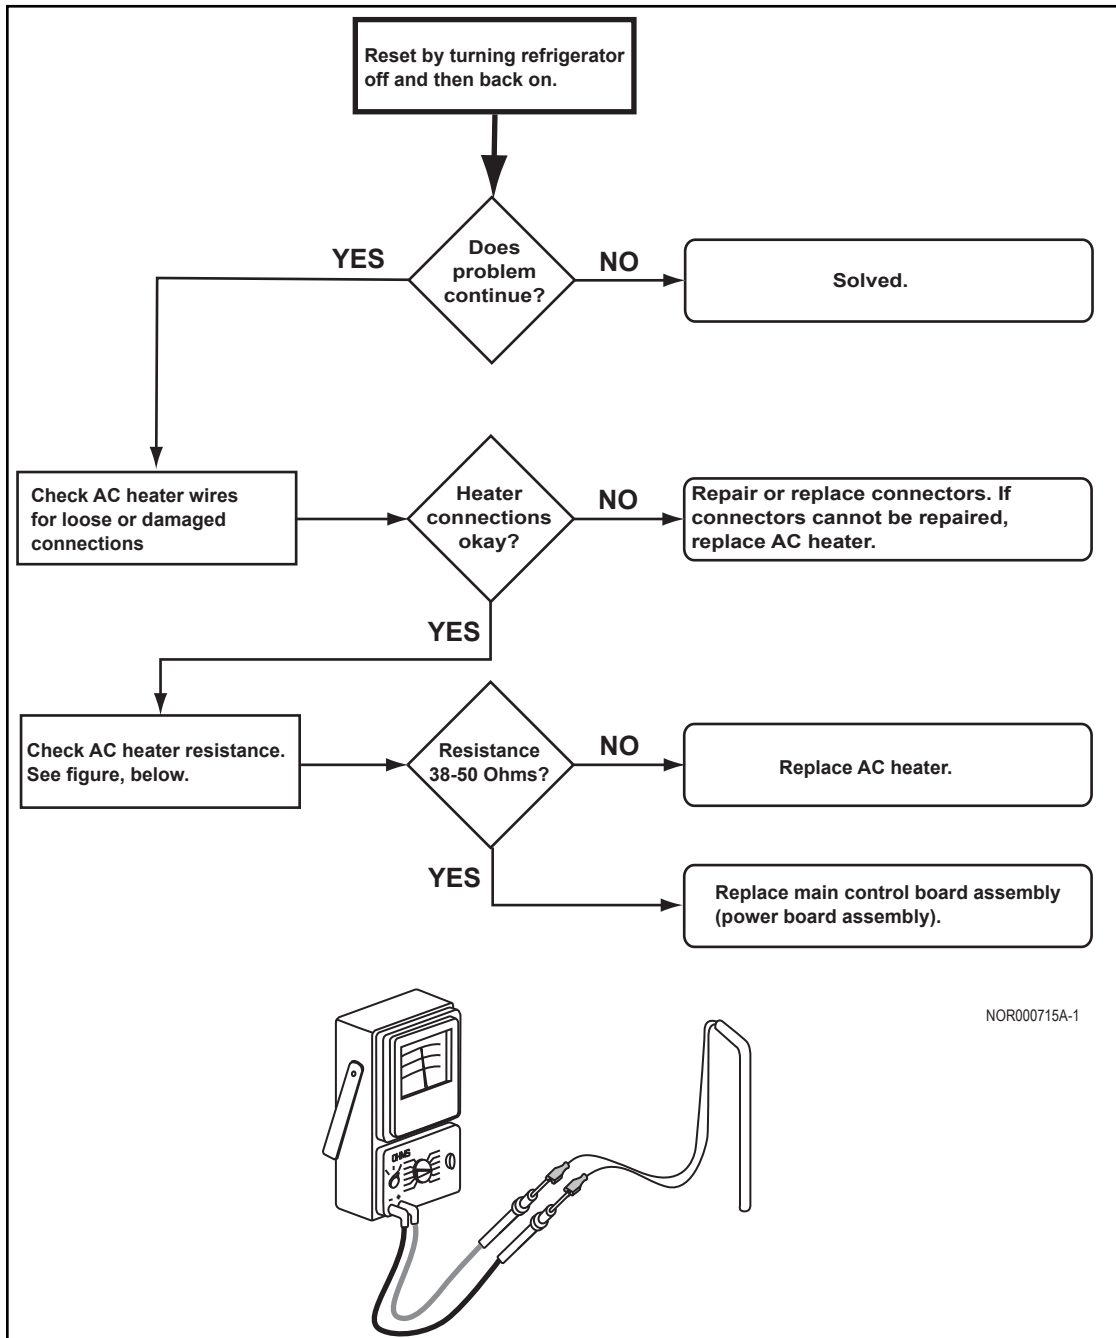 Reset by turning refrigerator
off and then back on.
Does
problem
continue?
YES
NO
Solved.
Check AC heater wires
for loose or damaged
connections
Heater
connections
okay?
NO
Repair or replace connectors. If
connectors cannot be repaired,
replace AC heater.
YES
Check AC heater resistance.
See figure, below.
Resistance
38-50 Ohms?
NO
Replace AC heater.
YES
Replace main control board assembly
(power board assembly).
NOR000715A-1
OHMS
- +